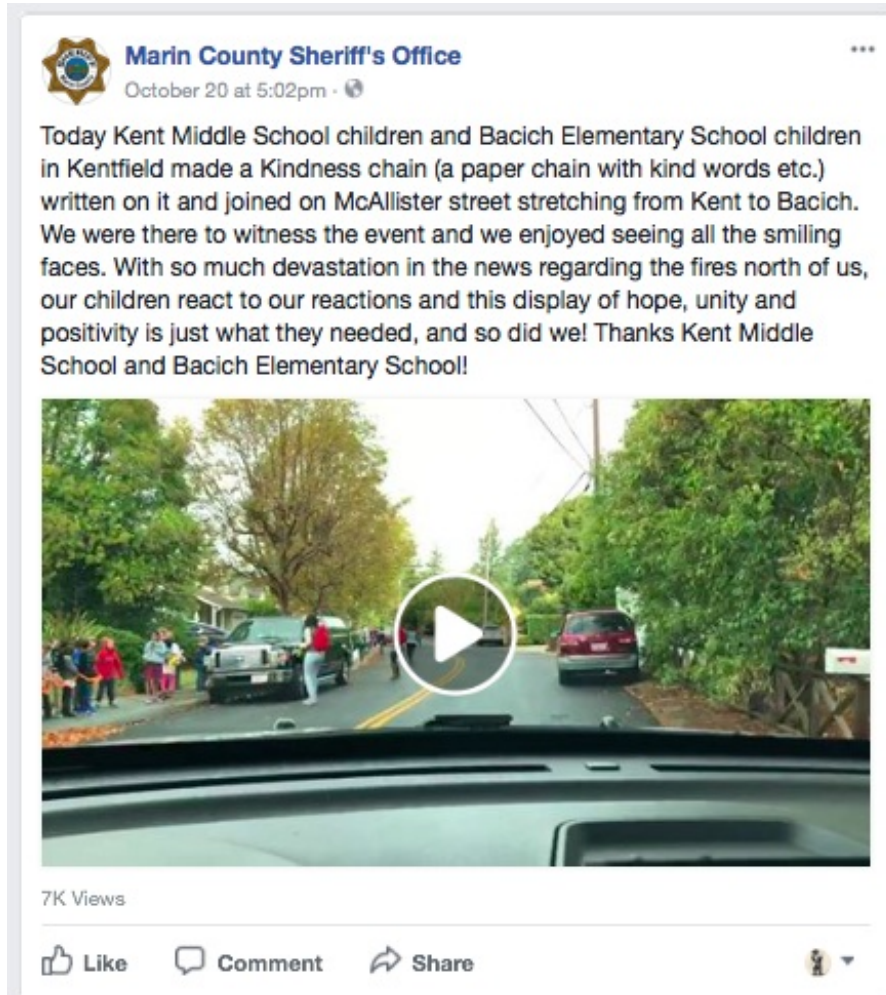 Marin County Sheriff's Office
October 20 at 5:02pm ·
Today Kent Middle School children and Bacich Elementary School children
in Kentfield made a Kindness chain (a paper chain with kind words etc.)
written on it and joined on McAllister street stretching from Kent to Bacich.
We were there to witness the event and we enjoyed seeing all the smiling
faces. With so much devastation in the news regarding the fires north of us,
our children react to our reactions and this display of hope, unity and
positivity is just what they needed, and so did we! Thanks Kent Middle
School and Bacich Elementary School!
7K Views
Like Comment Share